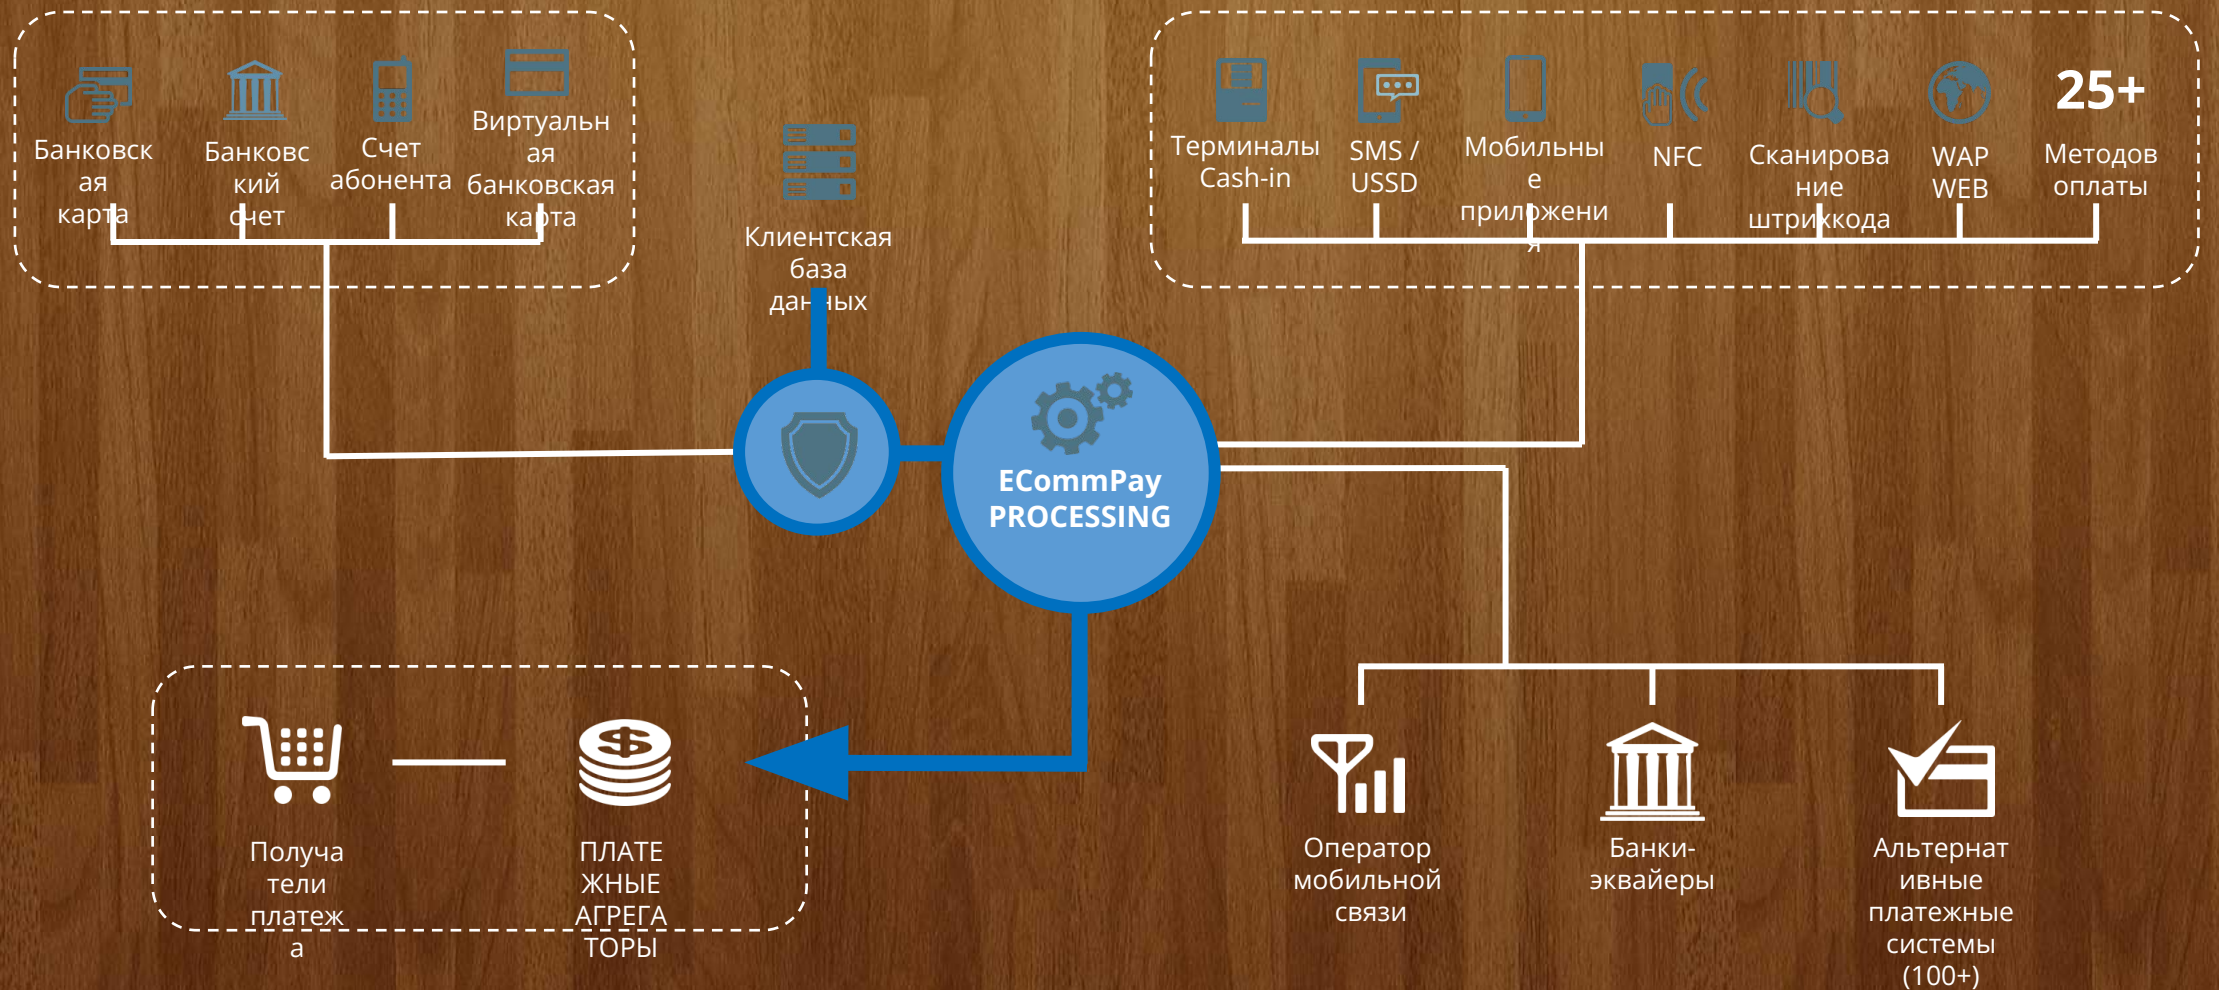 Банковск
ая
карта
Банковс
кий
счет
Счет
абонента
Виртуальн
ая
банковская
карта
Клиентская
база
данных
Терминалы
Cash-in
SMS /
USSD
Мобильны
е
приложени
я
NFC
Сканирова
ние
штрихкода
WAP
WEB
25+
Методов
оплаты
ECommPay
PROCESSING
Получа
тели
платеж
а
ПЛАТЕ
ЖНЫЕ
АГРЕГА
ТОРЫ
Оператор
мобильной
связи
Банки-
эквайеры
Альтернат
ивные
платежные
системы
(100+)